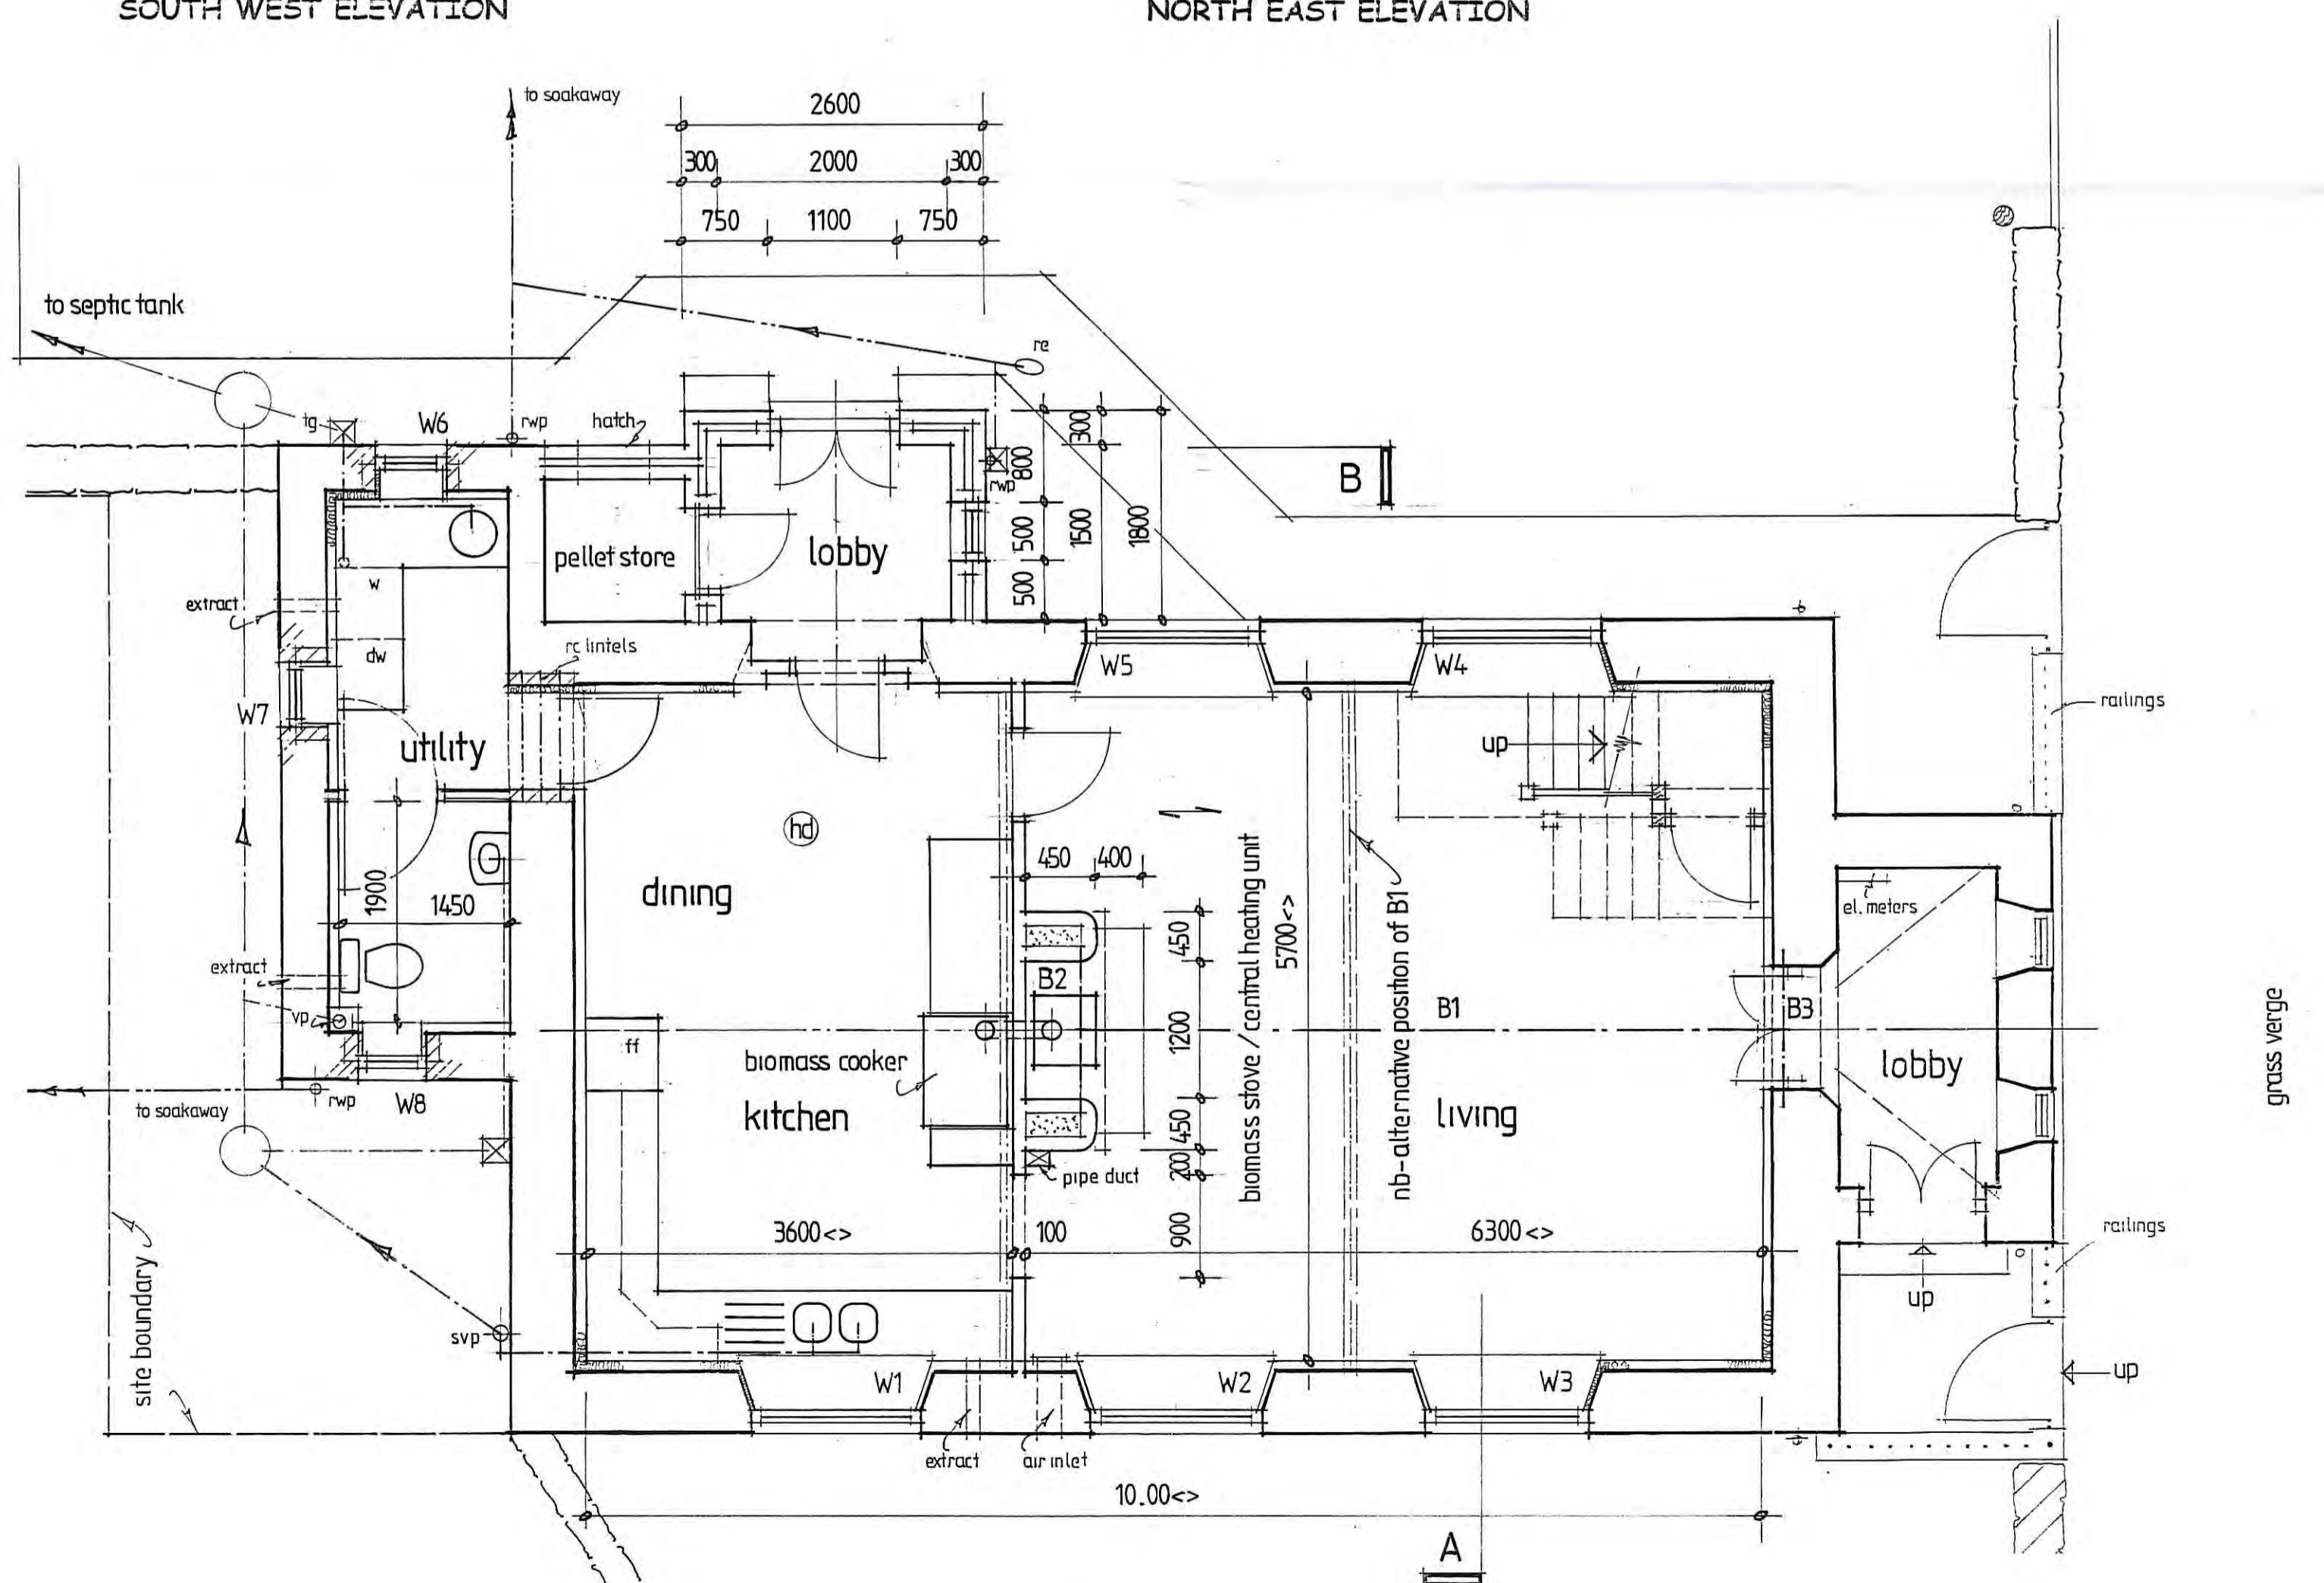 SOUTH WEST ELEVATION
NORTH EAST ELEVATION
to soakaway
2600
300 2000 300
750 1100 750
to septic tank
re
tg
W6
rwp
hatch
300
800
rwp
B
500
1500
1800
pellet store
lobby
w
500
extract
rc lintels
dw
W5
W4
W7
railings
utility
up
hd
450 400
dining
1900
1450
el. meters
450
5700<>
biomass stove / central heating unit
nb-alternative position of B1
extract
B2
B1
B3
vp
ff
1200
biomass cooker
lobby
grass verge
rwp
W8
to soakaway
kitchen
living
450
200
pipe duct
3600<>
100
900
6300<>
railings
up
site boundary
svp
W1
W2
W3
up
extract
air inlet
10.00<>
A